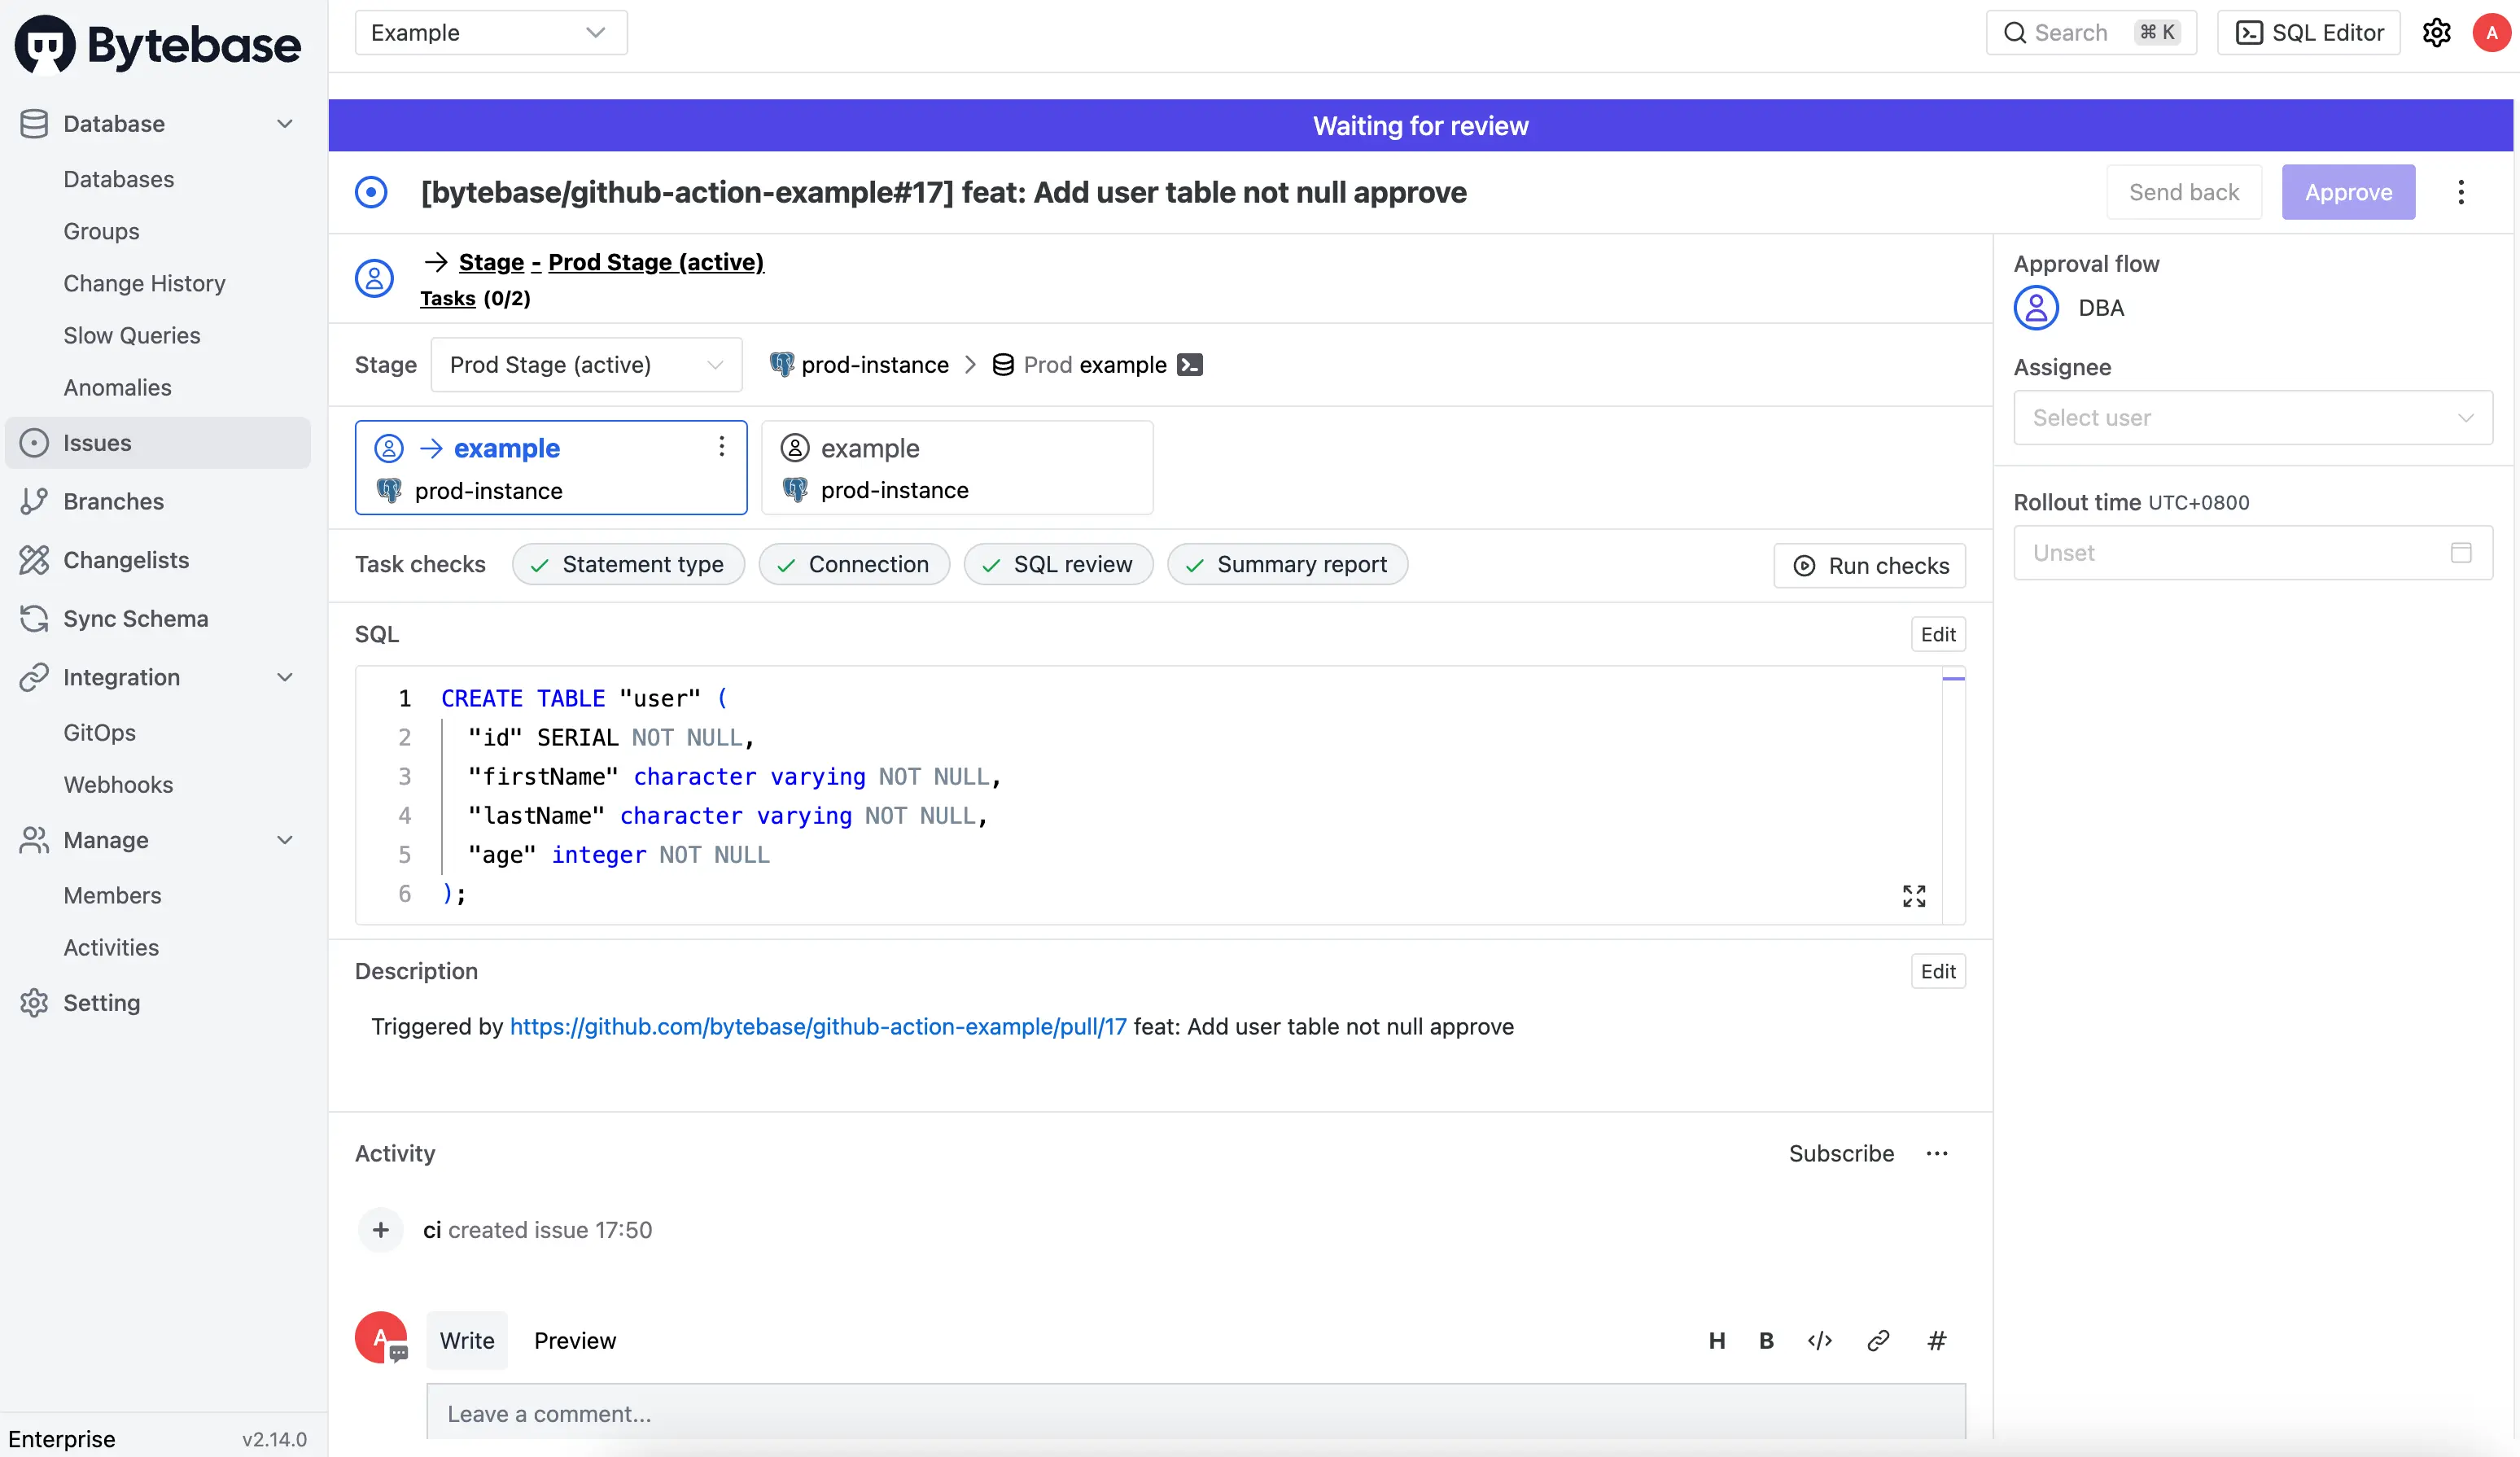 Bytebase
Database
Databases
Groups
Change History
Slow Queries
Anomalies
Issues
Branches
Changelists
Sync Schema
Integration
GitOps
Webhooks
Manage
Members
Activities
Setting
Enterprise v2.14.0
Example
Search ⌘ K
SQL Editor
A
Waiting for review
[bytebase/github-action-example#17] feat: Add user table not null approve
Send back
Approve
→ Stage - Prod Stage (active)
Tasks (0/2)
Stage Prod Stage (active) prod-instance > Prod example
→ example
prod-instance
example
prod-instance
Task checks Statement type Connection SQL review Summary report Run checks
SQL Edit
1 CREATE TABLE "user" (
2 "id" SERIAL NOT NULL,
3 "firstName" character varying NOT NULL,
4 "lastName" character varying NOT NULL,
5 "age" integer NOT NULL
6 );
Description Edit
Triggered by https://github.com/bytebase/github-action-example/pull/17 feat: Add user table not null approve
Activity Subscribe ...
+ ci created issue 17:50
A Write Preview H B </> #
Leave a comment...
Approval flow
DBA
Assignee
Select user
Rollout time UTC+0800
Unset